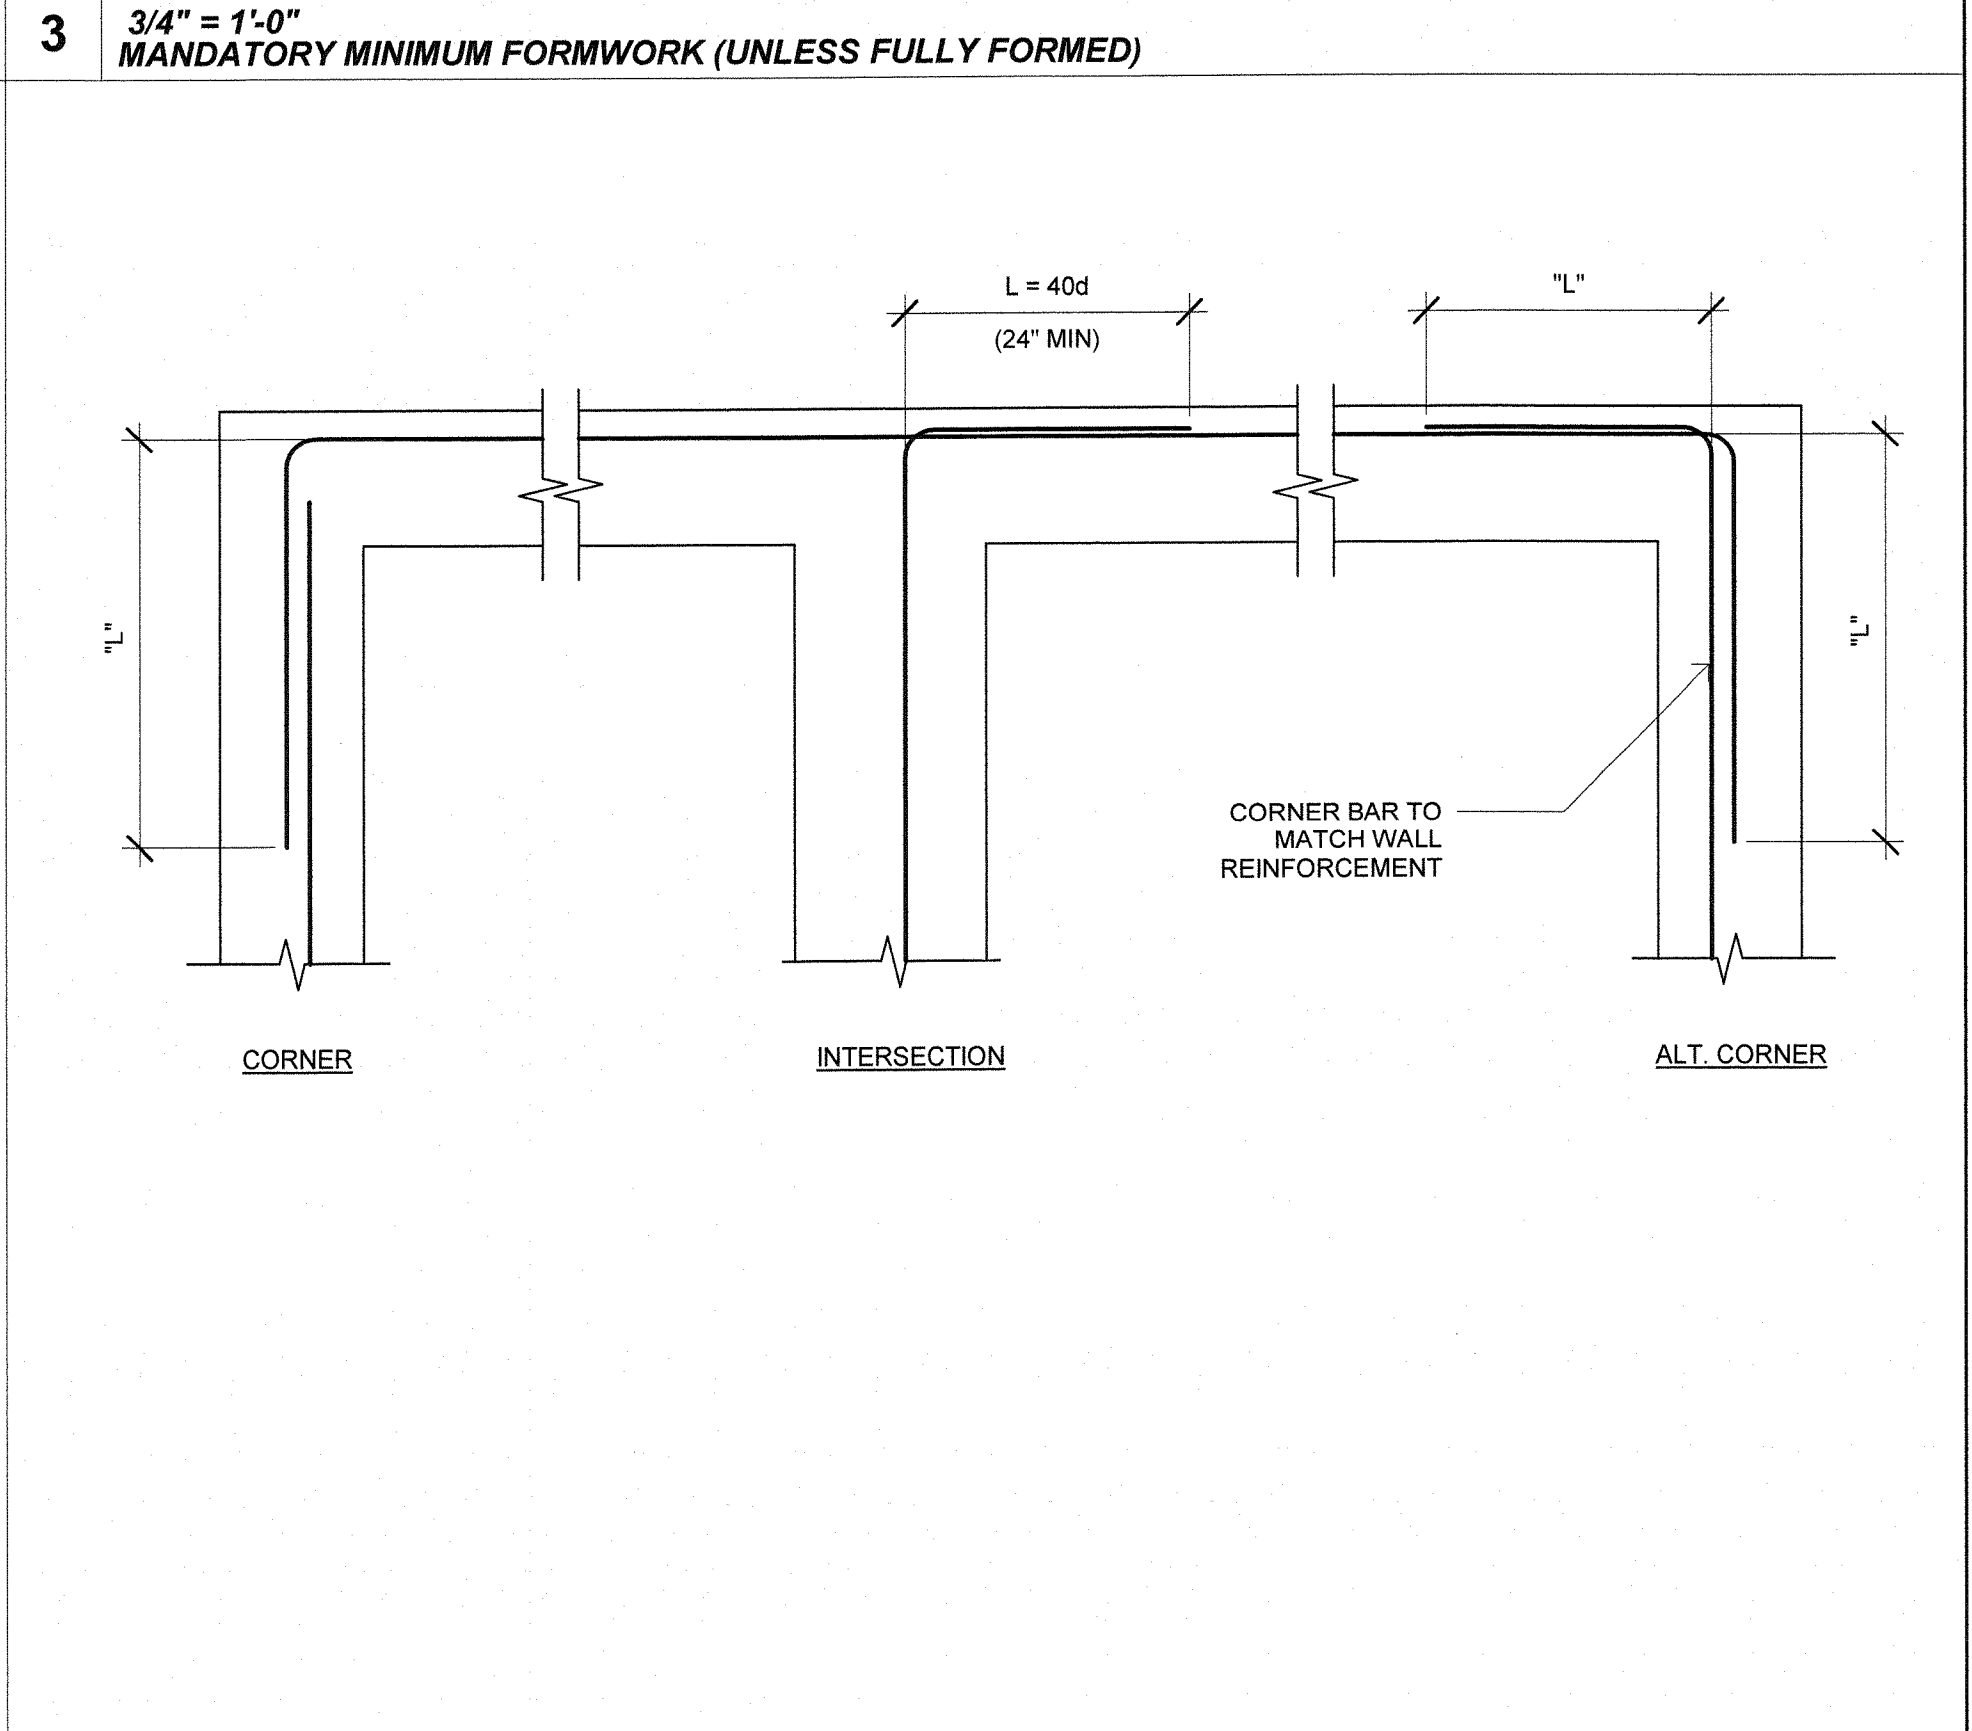 3
3/4" = 1'-0"
MANDATORY MINIMUM FORMWORK (UNLESS FULLY FORMED)
L = 40d
(24" MIN)
"L"
"L"
"L"
CORNER BAR TO
MATCH WALL
REINFORCEMENT
CORNER
INTERSECTION
ALT. CORNER